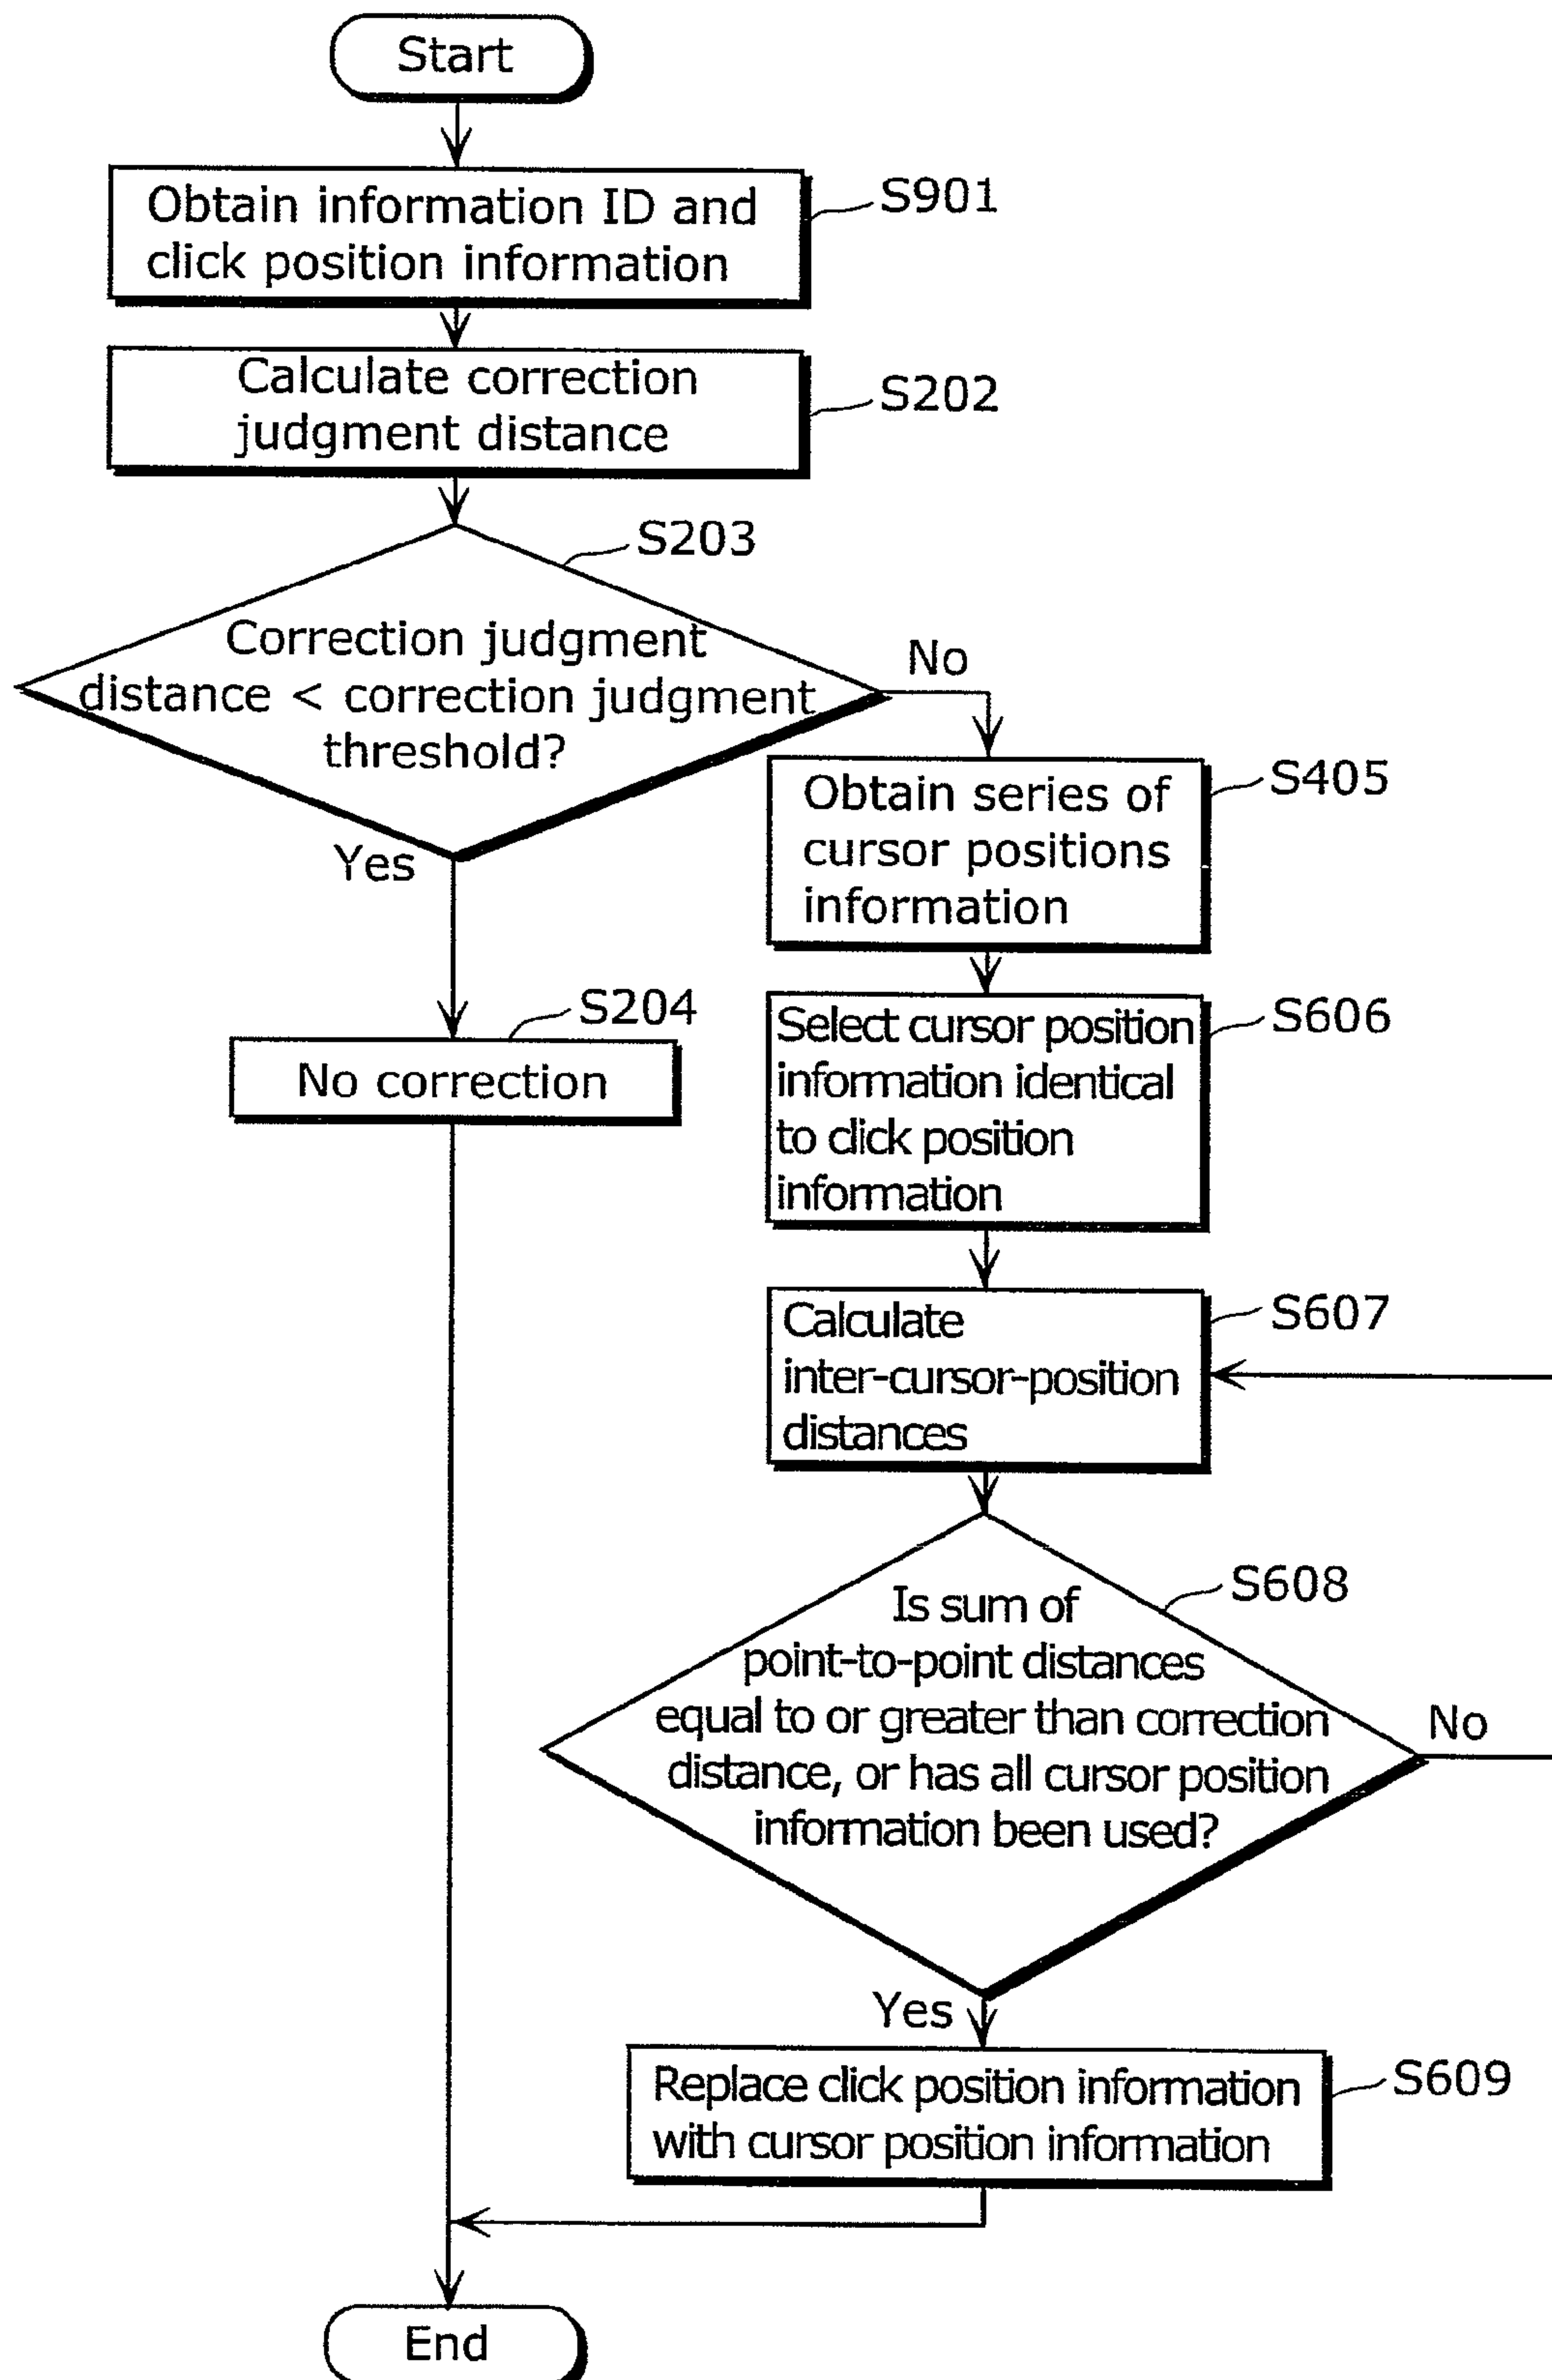 Start
Obtain information ID and
click position information
S901
Calculate correction
judgment distance
S202
S203
Correction judgment
distance < correction judgment
threshold?
No
Yes
S405
Obtain series of
cursor positions
information
S204
No correction
S606
Select cursor position
information identical
to click position
information
S607
Calculate
inter-cursor-position
distances
S608
Is sum of
point-to-point distances
equal to or greater than correction
distance, or has all cursor position
information been used?
No
Yes
S609
Replace click position information
with cursor position information
End